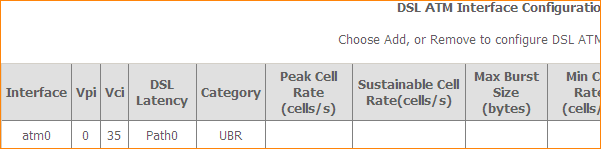 DSL ATM Interface Configuratio
Choose Add, or Remove to configure DSL ATM
Interface Vpi Vci DSL Latency Category Peak Cell Rate (cells/s) Sustainable Cell Rate(cells/s) Max Burst Size (bytes) Min C Rate (cells/
atm0 0 35 Path0 UBR